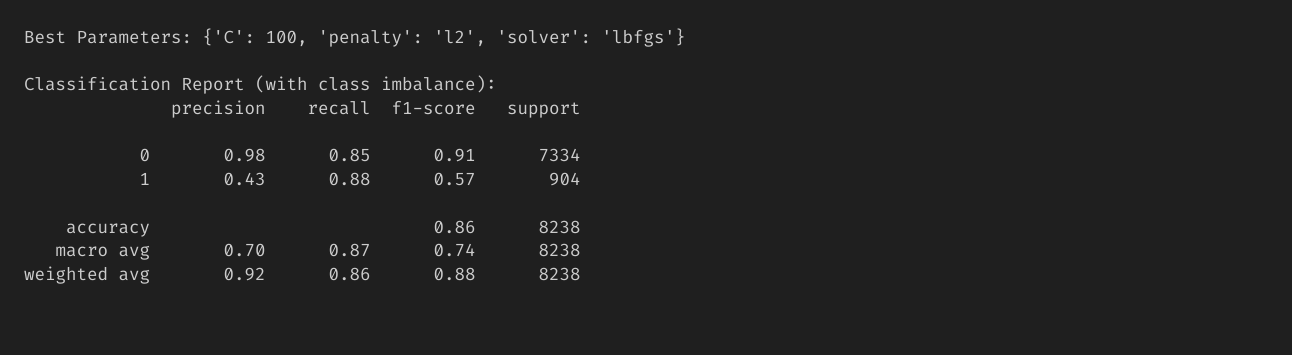 Best Parameters: {'C': 100, 'penalty': 'l2', 'solver': 'lbfgs'}
Classification Report (with class imbalance):
precision recall f1-score support
0 0.98 0.85 0.91 7334
1 0.43 0.88 0.57 904
accuracy 0.86 8238
macro avg 0.70 0.87 0.74 8238
weighted avg 0.92 0.86 0.88 8238